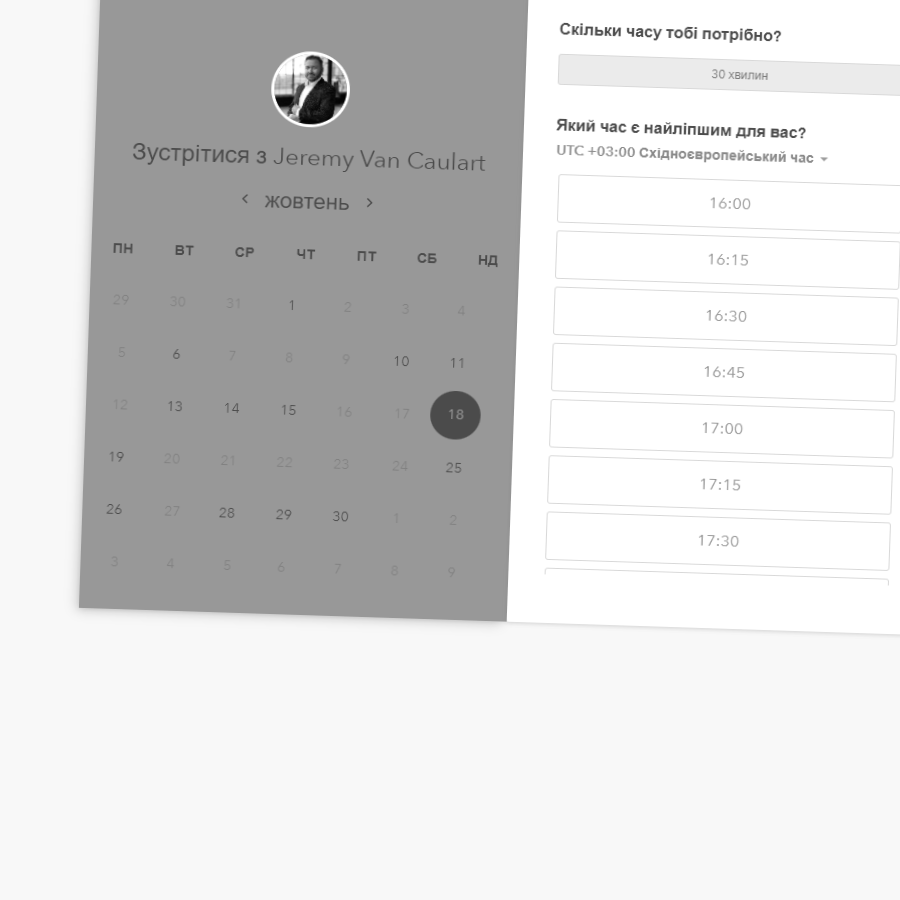 Зустрітися з Jeremy Van Caulart
жовтень
ПН ВТ СР ЧТ ПТ СБ НД
29 30 31 1 2 3 4
5 6 7 8 9 10 11
12 13 14 15 16 17 18
19 20 21 22 23 24 25
26 27 28 29 30 1 2
3 4 5 6 7 8 9
Скільки часу тобі потрібно?
30 хвилин
Який час є найліпшим для вас?
UTC +03:00 Східноєвропейський час
16:00
16:15
16:30
16:45
17:00
17:15
17:30